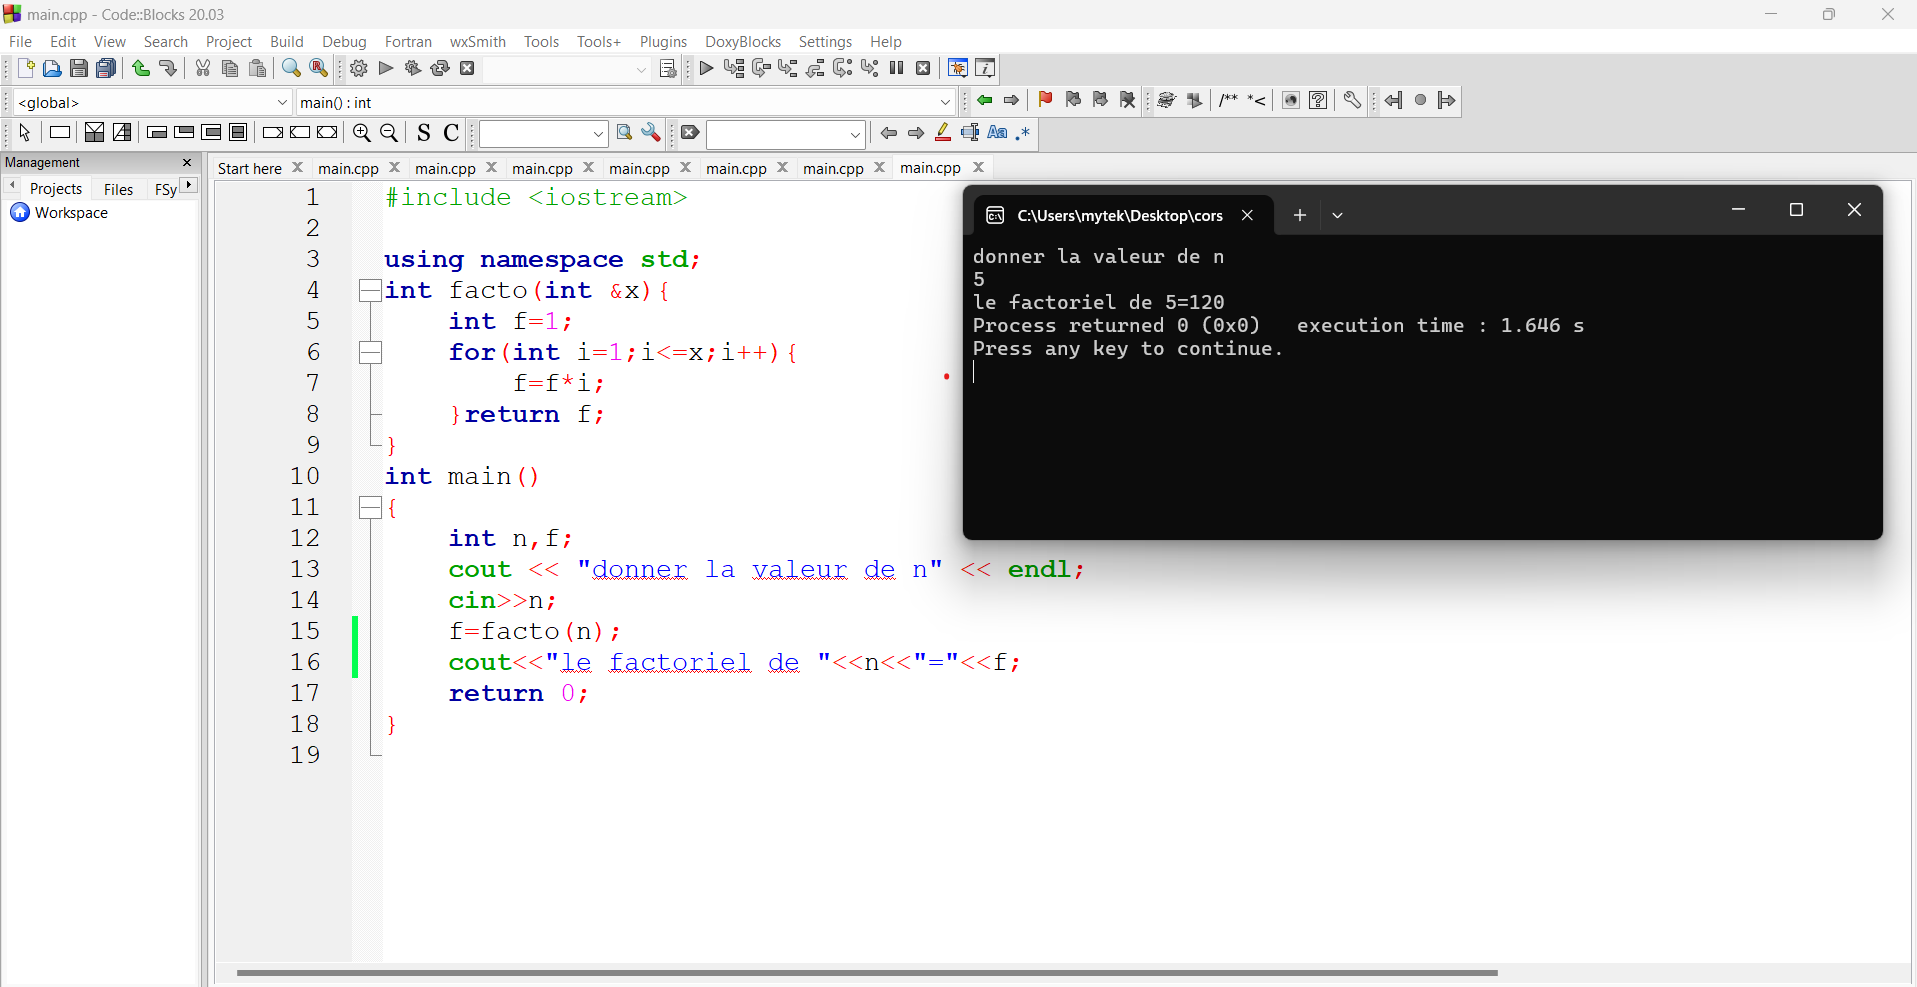 main.cpp - Code::Blocks 20.03
File Edit View Search Project Build Debug Fortran wxSmith Tools Tools+ Plugins DoxyBlocks Settings Help
<global> main() : int
/** *<
S C Aa .*
Management
Start here main.cpp main.cpp main.cpp main.cpp main.cpp main.cpp main.cpp
Projects Files FSy
Workspace
1 #include <iostream>
2
3 using namespace std;
4 int facto(int &x){
5 int f=1;
6 for(int i=1;i<=x;i++){
7 f=f*i;
8 }return f;
9 }
10 int main()
11 {
12 int n,f;
13 cout << "donner la valeur de n" << endl;
14 cin>>n;
15 f=facto(n);
16 cout<<"le factoriel de "<<n<<"="<<f;
17 return 0;
18 }
19
C:\Users\mytek\Desktop\cors
donner la valeur de n
5
le factoriel de 5=120
Process returned 0 (0x0) execution time : 1.646 s
Press any key to continue.